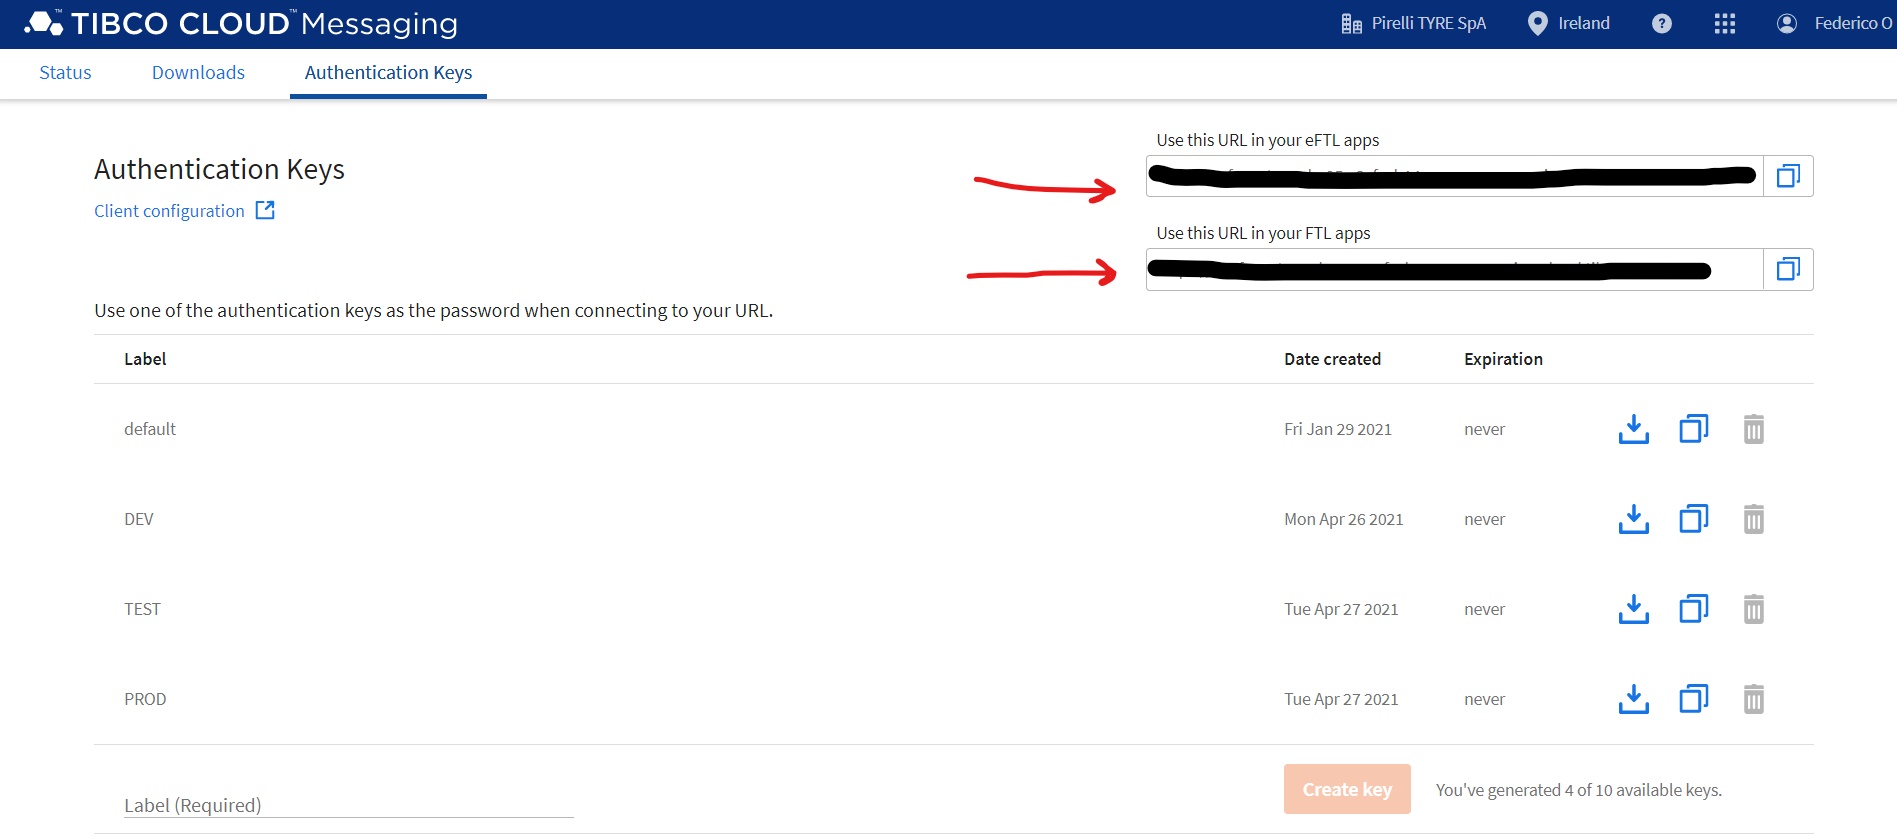 TIBCO CLOUD™ Messaging
Pirelli TYRE SpA
Ireland
?
Federico O
Status
Downloads
Authentication Keys
Use this URL in your eFTL apps
Authentication Keys
Client configuration
Use this URL in your FTL apps
Use one of the authentication keys as the password when connecting to your URL.
Label Date created Expiration
default Fri Jan 29 2021 never
DEV Mon Apr 26 2021 never
TEST Tue Apr 27 2021 never
PROD Tue Apr 27 2021 never
Label (Required)
Create key
You've generated 4 of 10 available keys.